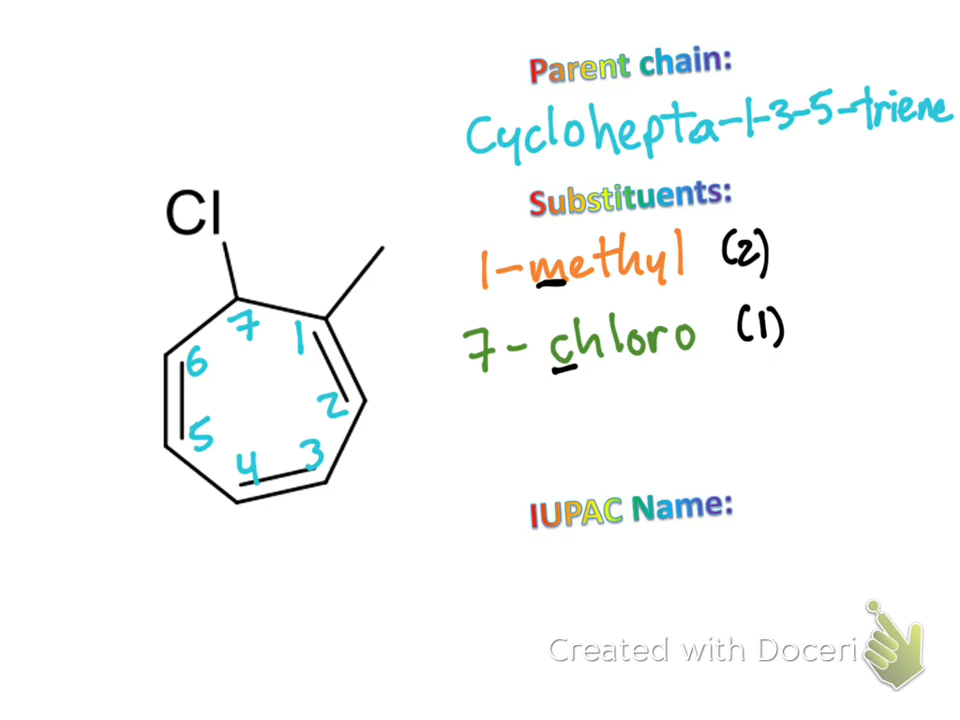 Parent chain:
Cyclohepta-1-3-5-triene
Substituents:
1-methyl (2)
7-chloro (1)
Cl
7
1
6
2
5
3
4
IUPAC Name:
Created with Doceri